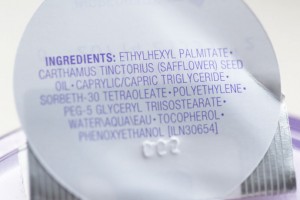 INGREDIENTS: ETHYLHEXYL PALMITATE•
CARTHAMUS TINCTORIUS (SAFFLOWER) SEED
OIL•CAPRYLIC/CAPRIC TRIGLYCERIDE•
SORBETH-30 TETRAOLEATE•POLYETHYLENE•
PEG-5 GLYCERYL TRIISOSTEARATE•
WATER\AQUA\EAU•TOCOPHEROL•
PHENOXYETHANOL [ILN30654]